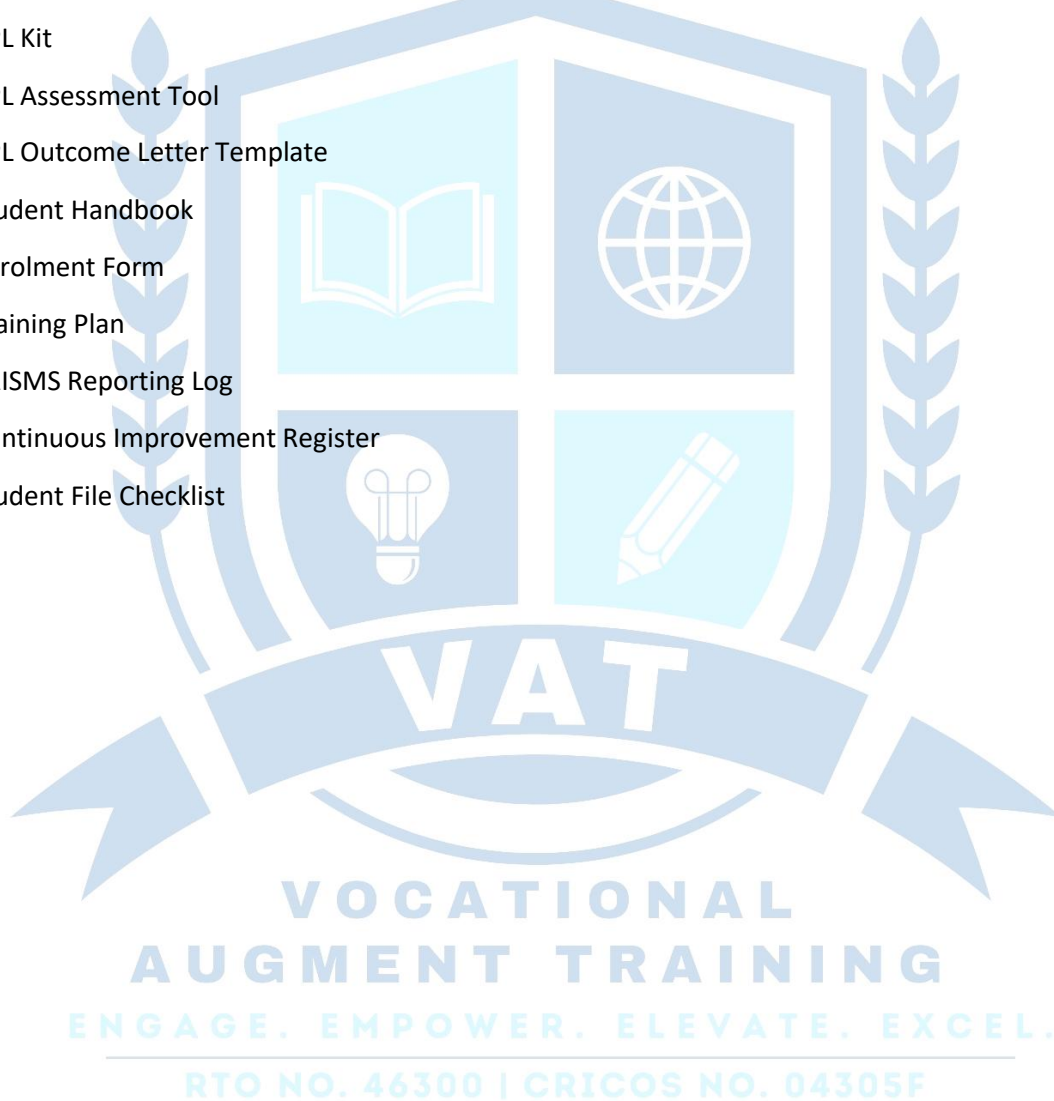 L Kit
L Assessment Tool
L Outcome Letter Template
udent Handbook
rolment Form
aining Plan
ISMS Reporting Log
ntinuous Improvement Register
udent File Checklist
VAT
VOCATIONAL
AUGMENT TRAINING
ENGAGE. EMPOWER. ELEVATE. EXCEL.
RTO NO. 46300 | CRICOS NO. 04305F